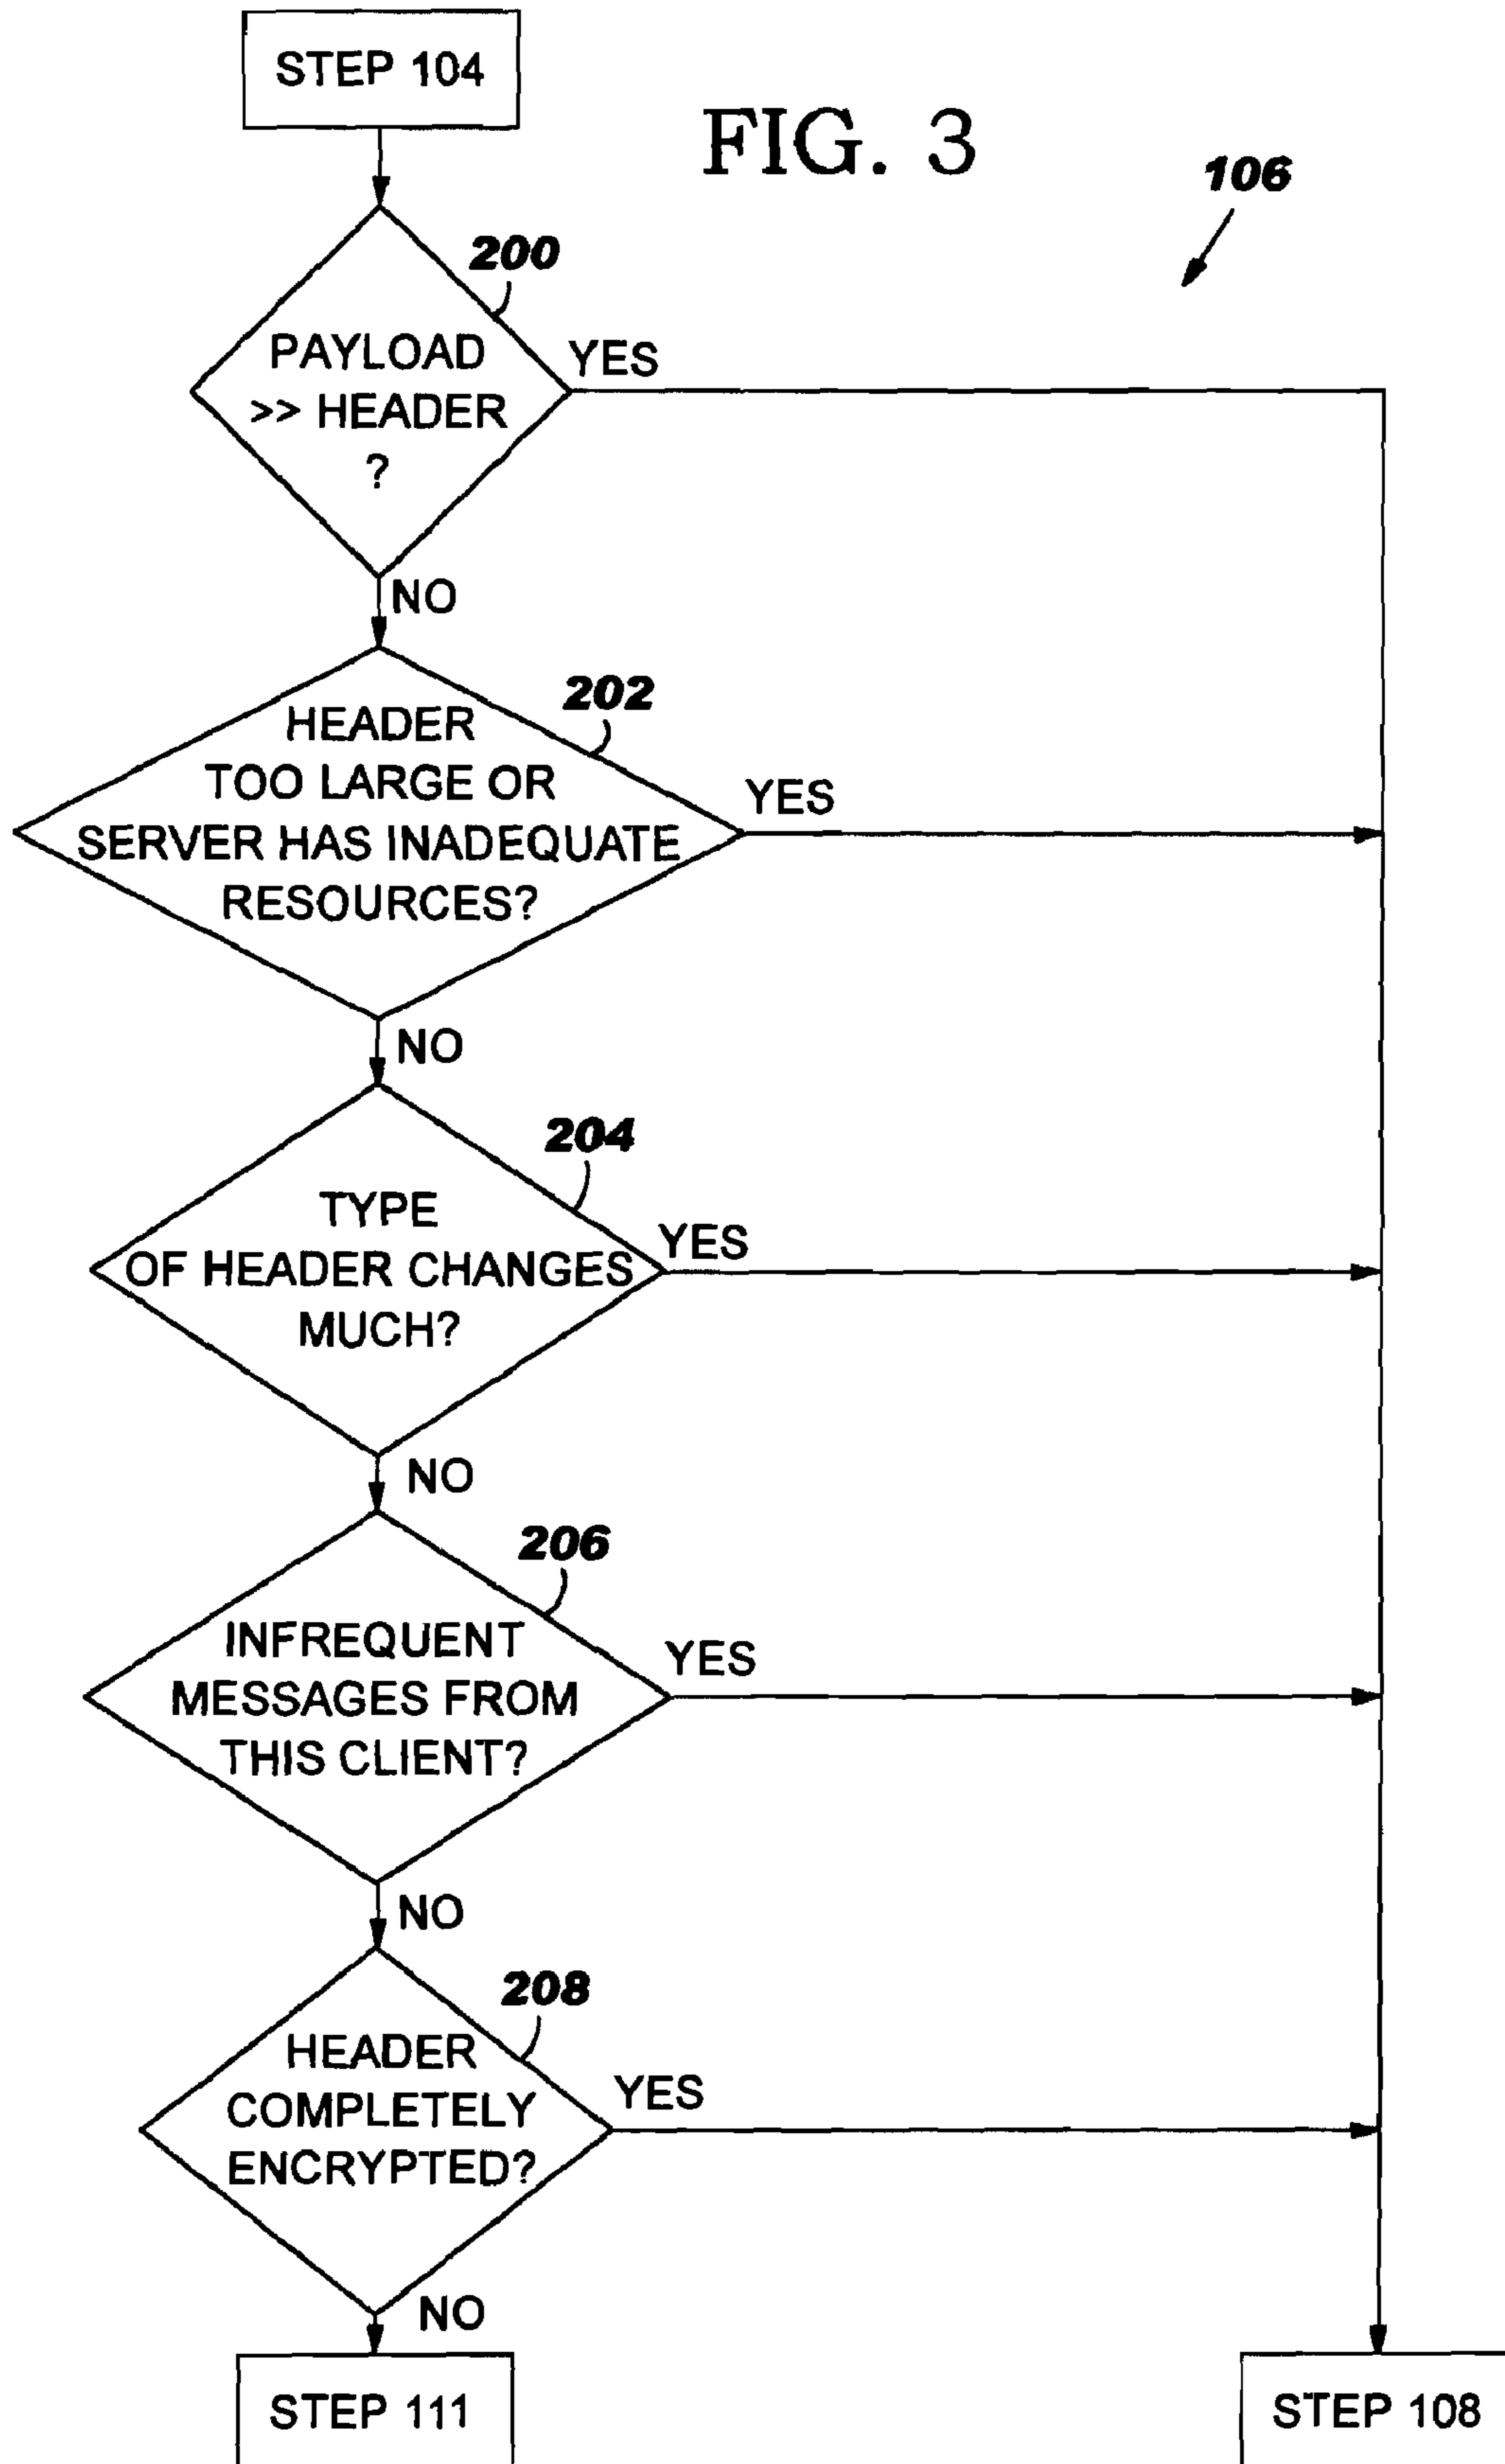 STEP 104
FIG. 3
106
200
PAYLOAD
>> HEADER
?
YES
NO
202
HEADER
TOO LARGE OR
SERVER HAS INADEQUATE
RESOURCES?
YES
NO
204
TYPE
OF HEADER CHANGES
MUCH?
YES
NO
206
INFREQUENT
MESSAGES FROM
THIS CLIENT?
YES
NO
208
HEADER
COMPLETELY
ENCRYPTED?
YES
NO
STEP 111
STEP 108